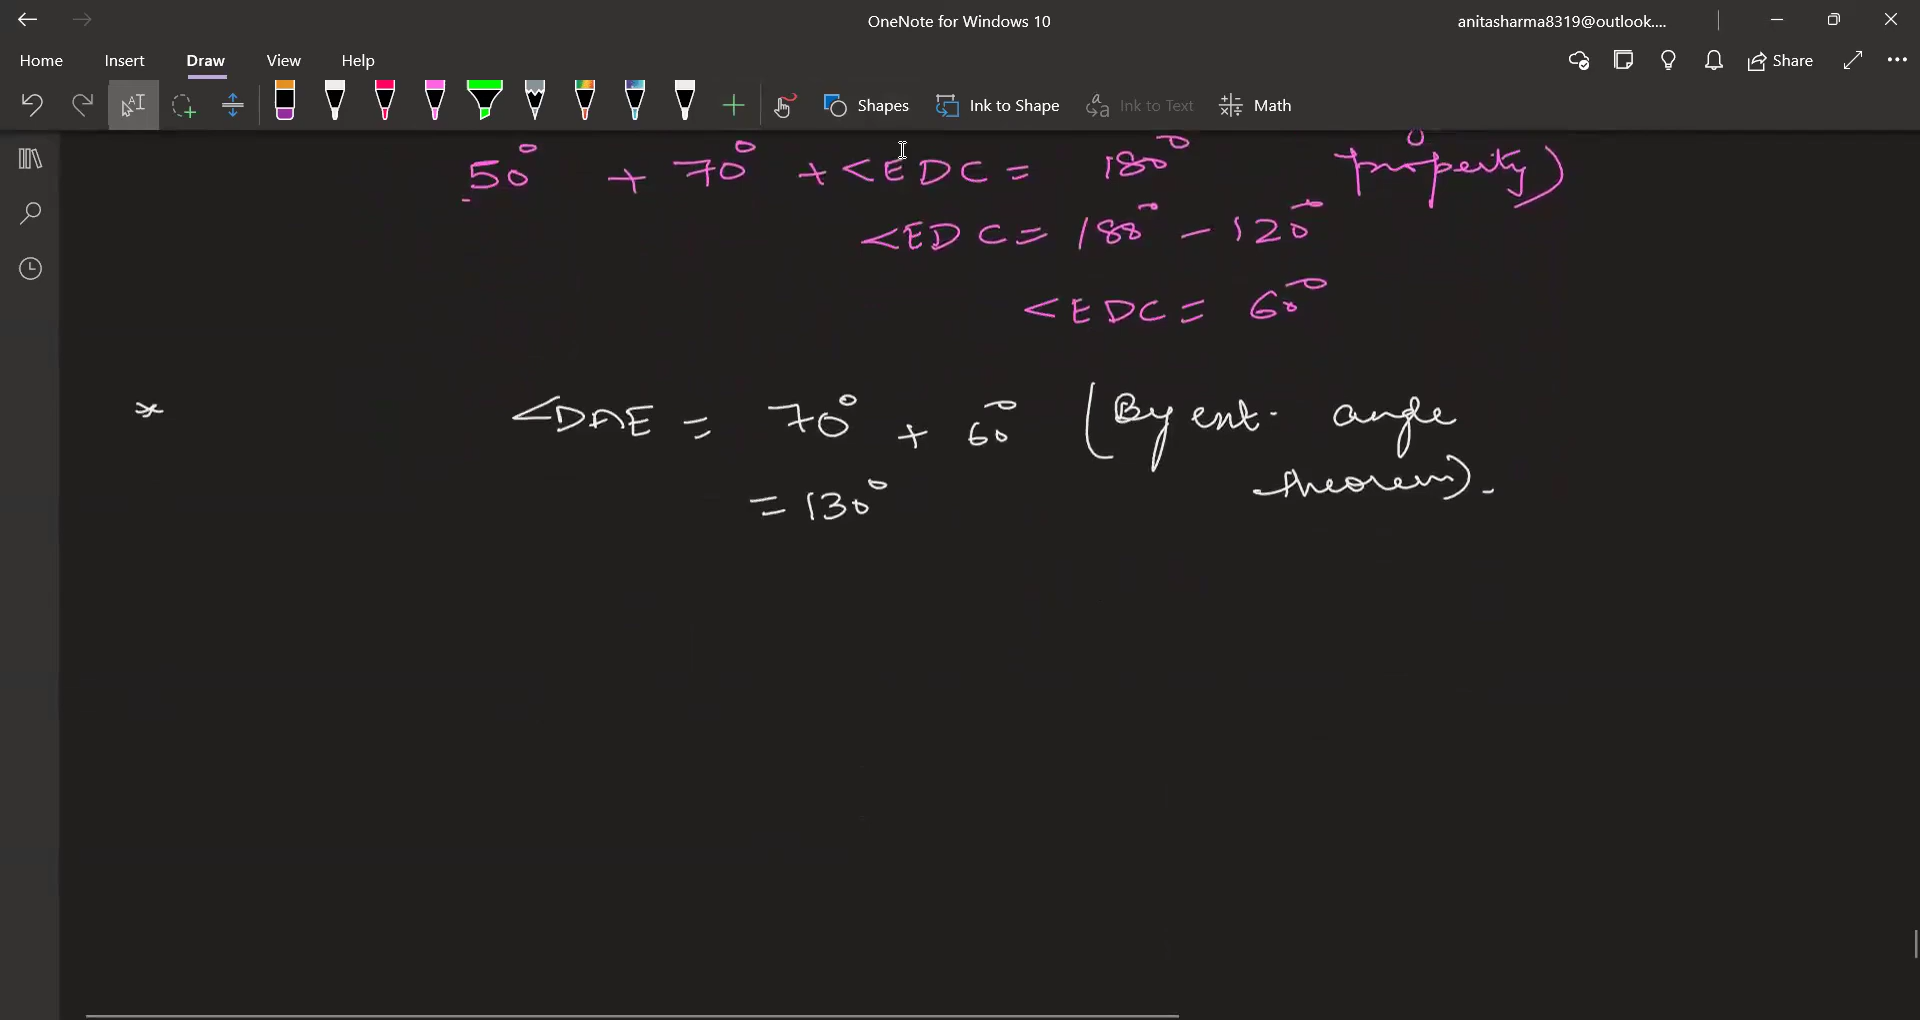 OneNote for Windows 10
anitasharma8319@outlook....
Home Insert Draw View Help
Share
Shapes Ink to Shape Ink to Text Math
50° + 70° + <EDC = 180° property)
<EDC = 180° - 120°
<EDC = 60°
* <DAE = 70° + 60° (By ext. angle
theorem).
= 130°